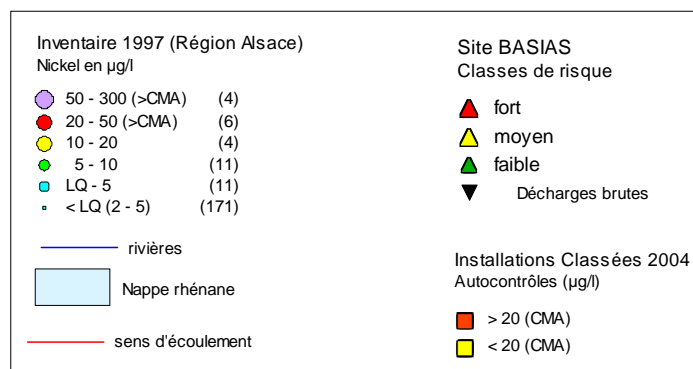 Inventaire 1997 (Région Alsace)
Nickel en µg/l
50 - 300 (>CMA) (4)
20 - 50 (>CMA) (6)
10 - 20 (4)
5 - 10 (11)
LQ - 5 (11)
< LQ (2 - 5) (171)
rivières
Nappe rhénane
sens d'écoulement
Site BASIAS
Classes de risque
fort
moyen
faible
Décharges brutes
Installations Classées 2004
Autocontrôles (µg/l)
> 20 (CMA)
< 20 (CMA)